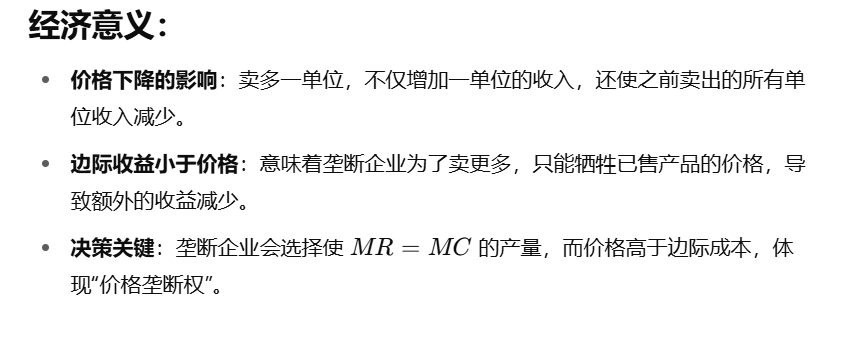 经济意义：
• 价格下降的影响：卖多一单位，不仅增加一单位的收入，还使之前卖出的所有单
位收入减少。
• 边际收益小于价格：意味着垄断企业为了卖更多，只能牺牲已售产品的价格，导
致额外的收益减少。
• 决策关键：垄断企业会选择使 MR = MC 的产量，而价格高于边际成本，体
现“价格垄断权”。